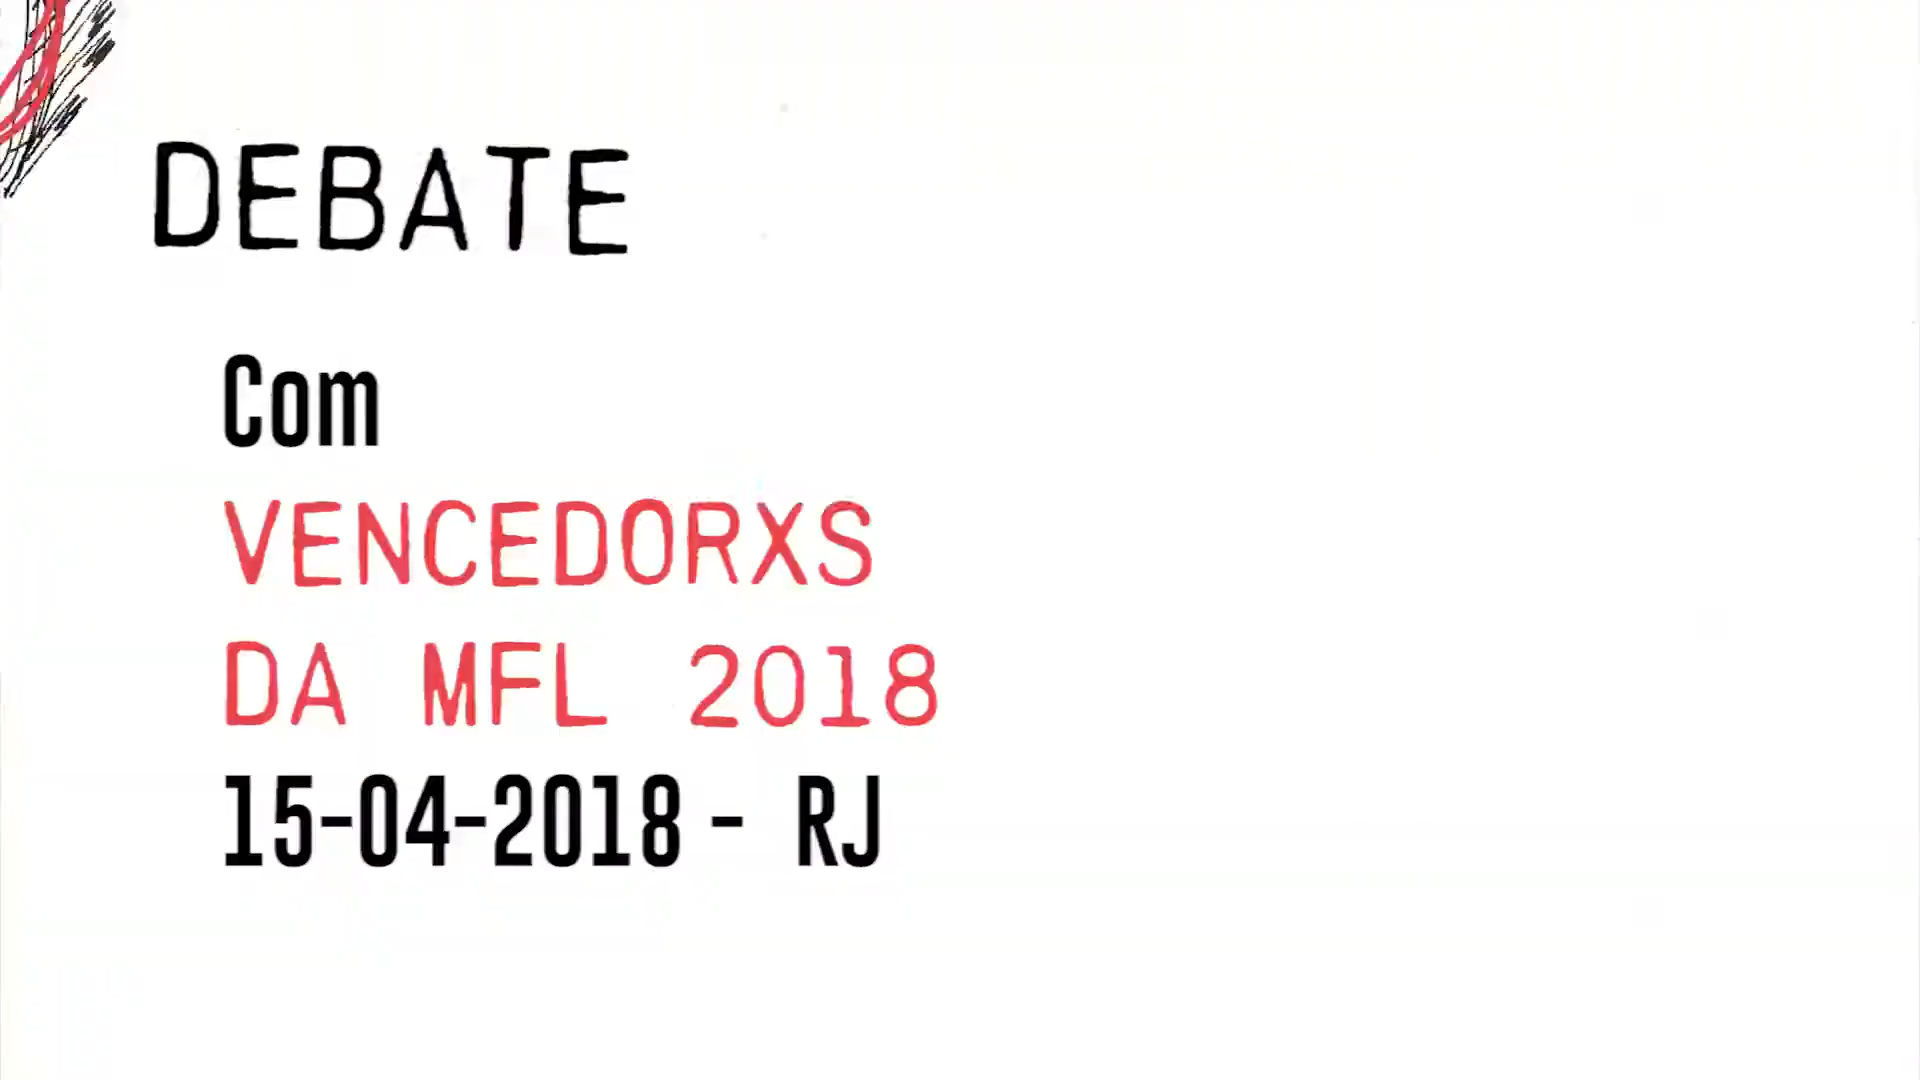 DEBATE
Com
VENCEDORXS
DA MFL 2018
15-04-2018 - RJ